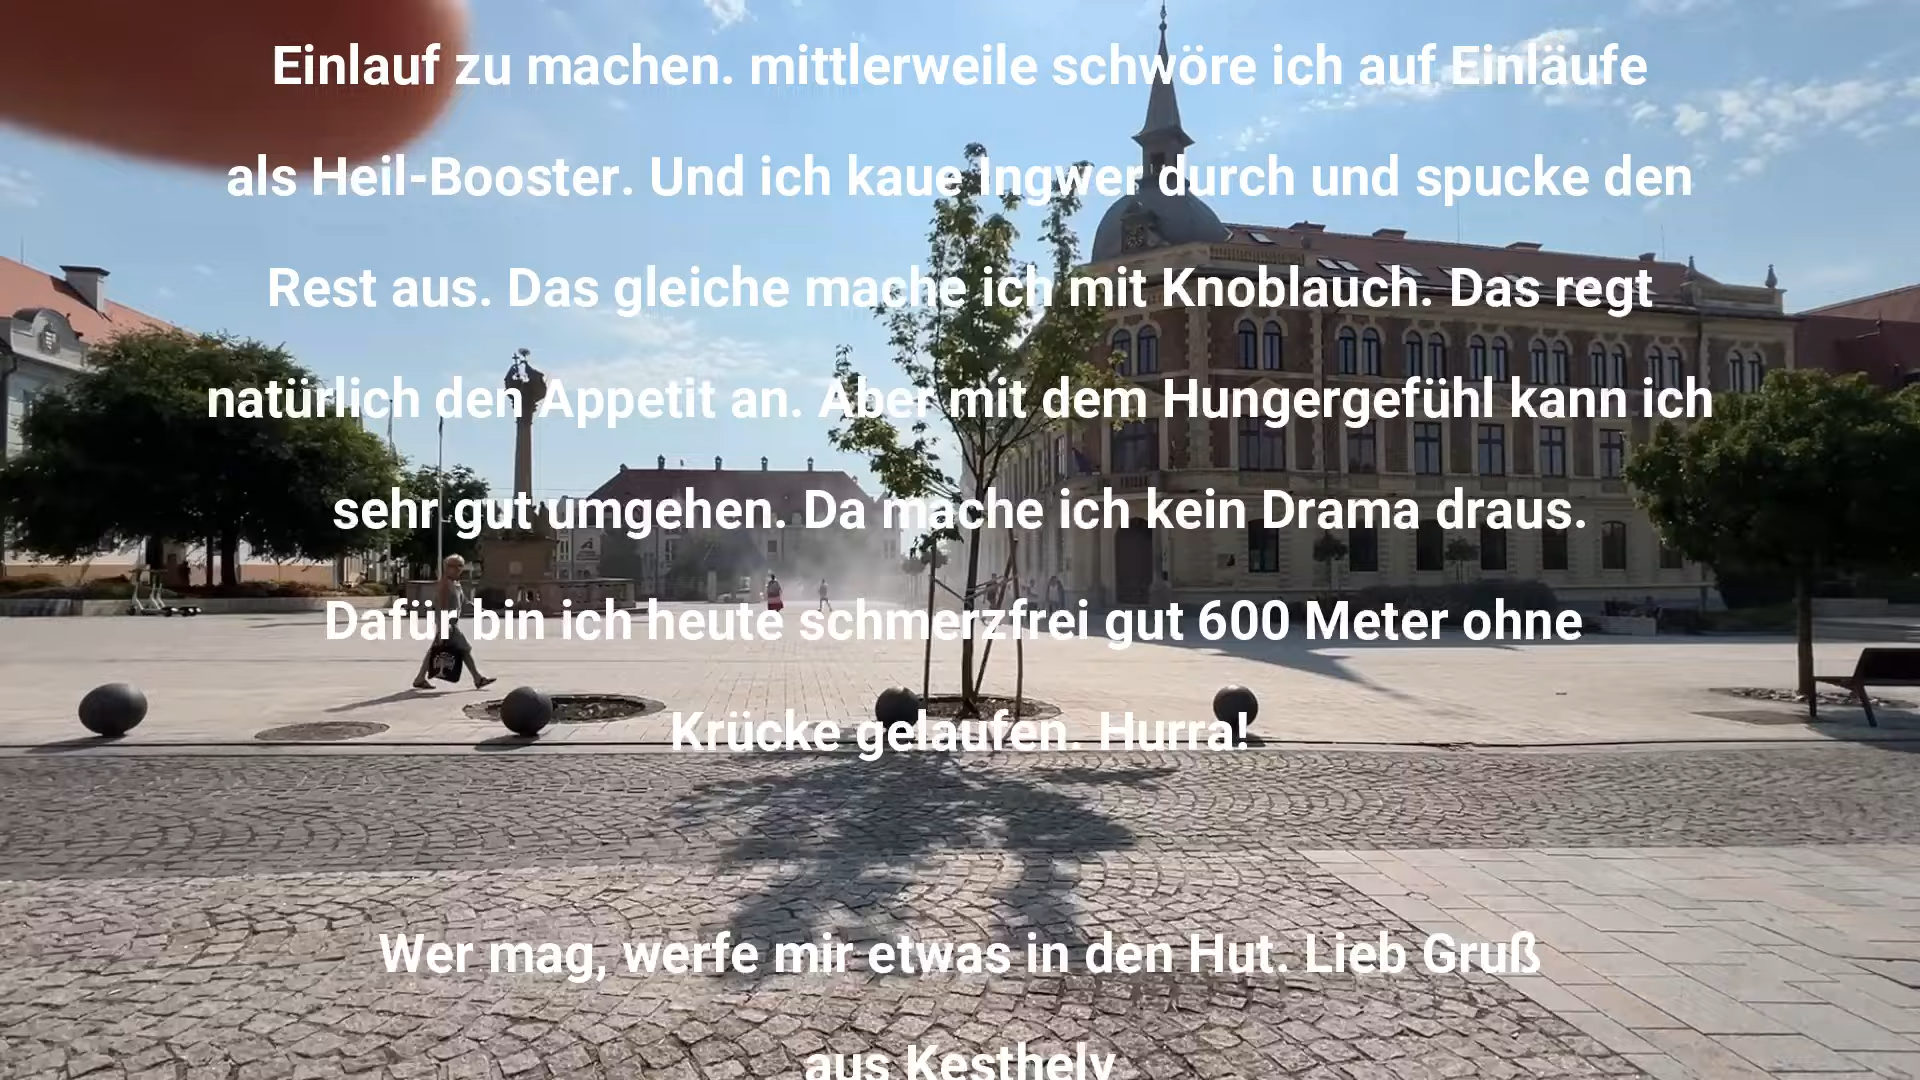 Einlauf zu machen. mittlerweile schwöre ich auf Einläufe
als Heil-Booster. Und ich kaue Ingwer durch und spucke den
Rest aus. Das gleiche mache ich mit Knoblauch. Das regt
natürlich den Appetit an. Aber mit dem Hungergefühl kann ich
sehr gut umgehen. Da mache ich kein Drama draus.
Dafür bin ich heute schmerzfrei gut 600 Meter ohne
Krücke gelaufen. Hurra!
Wer mag, werfe mir etwas in den Hut. Lieb Gruß
aus Kesthely